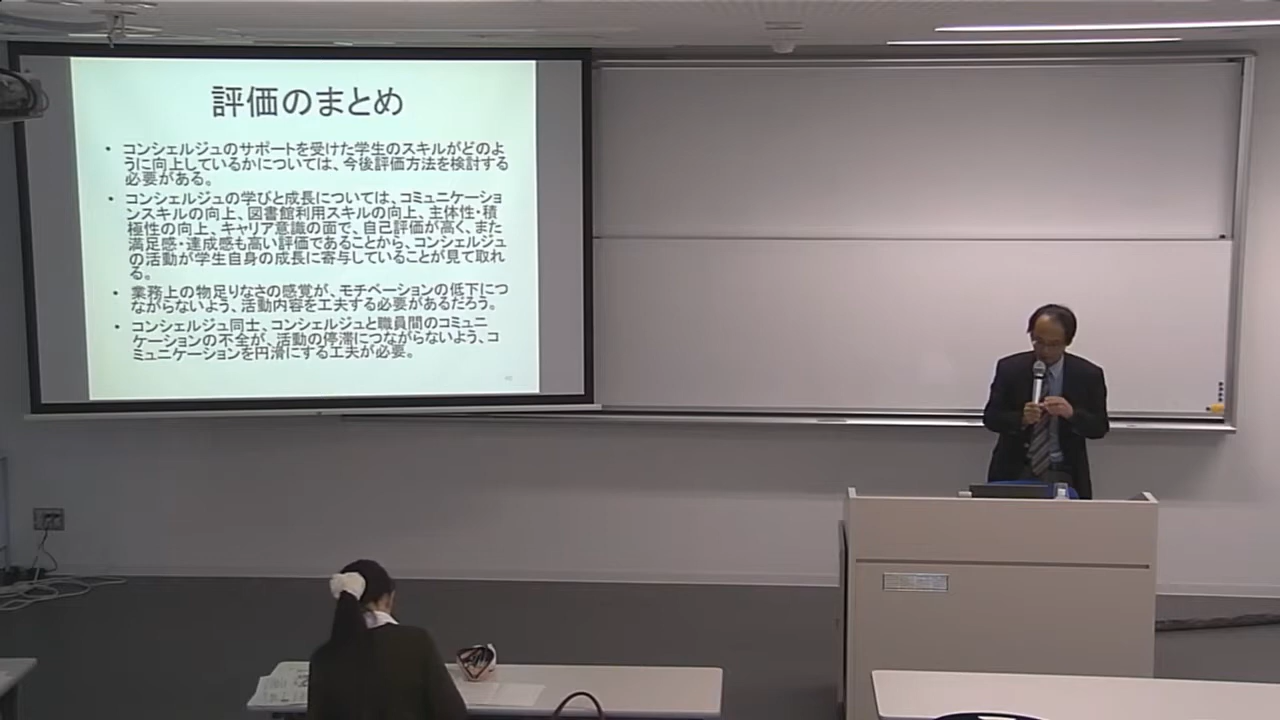 評価のまとめ
• コンシェルジュのサポートを受けた学生のスキルがどのよ
うに向上しているかについては、今後評価方法を検討する
必要がある。
• コンシェルジュの学びと成長については、コミュニケーショ
ンスキルの向上、図書館利用スキルの向上、主体性・積
極性の向上、キャリア意識の面で、自己評価が高く、また
満足感・達成感も高い評価であることから、コンシェルジュ
の活動が学生自身の成長に寄与していることが見て取れ
る。
• 業務上の物足りなさの感覚が、モチベーションの低下につ
ながらないよう、活動内容を工夫する必要があるだろう。
• コンシェルジュ同士、コンシェルジュと職員間のコミュニ
ケーションの不全が、活動の停滞につながらないよう、コ
ミュニケーションを円滑にする工夫が必要。